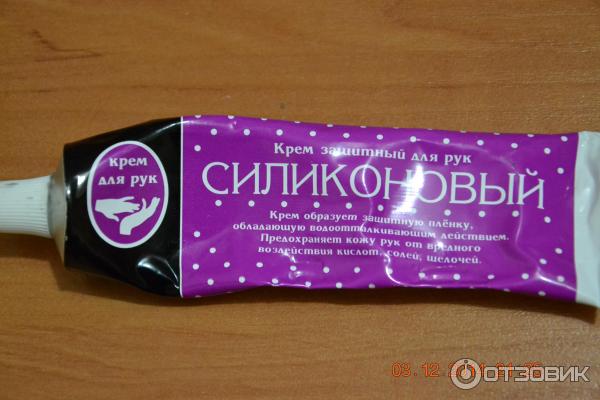 крем
для рук
Крем защитный для рук
СИЛИКОНОВЫЙ
Крем образует защитную плёнку,
обладающую водоотталкивающим действием.
Предохраняет кожу рук от вредного
воздействия кислот, солей, щелочей.
ОТЗОВИК